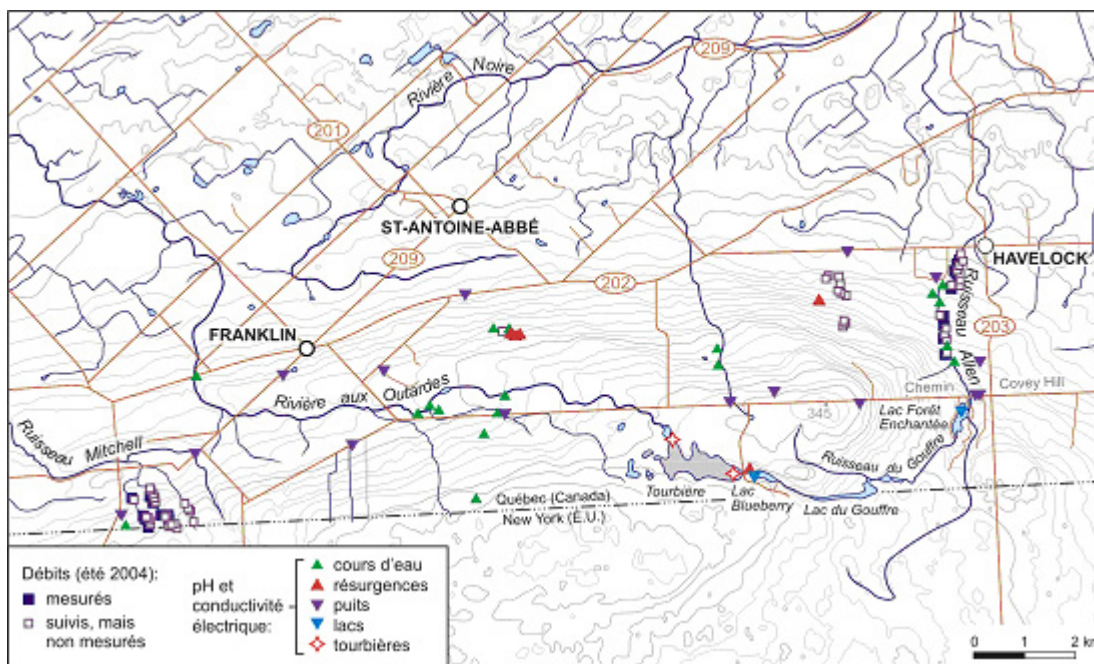 209
Rivière Noire
201
ST-ANTOINE-ABBÉ
209
HAVELOCK
202
Ruisseau Allen
203
FRANKLIN
Rivière aux Outardes
Chemin Covey Hill
345
Lac Forêt
Enchantée
Ruisseau Mitchell
Ruisseau du Gouffre
Tourbière
Lac
Blueberry
Lac du Gouffre
Québec (Canada)
New York (É.U.)
Débits (été 2004):
mesurés
suivis, mais
non mesurés
pH et
conductivité
électrique:
cours d'eau
résurgences
puits
lacs
tourbières
0 1 2 km